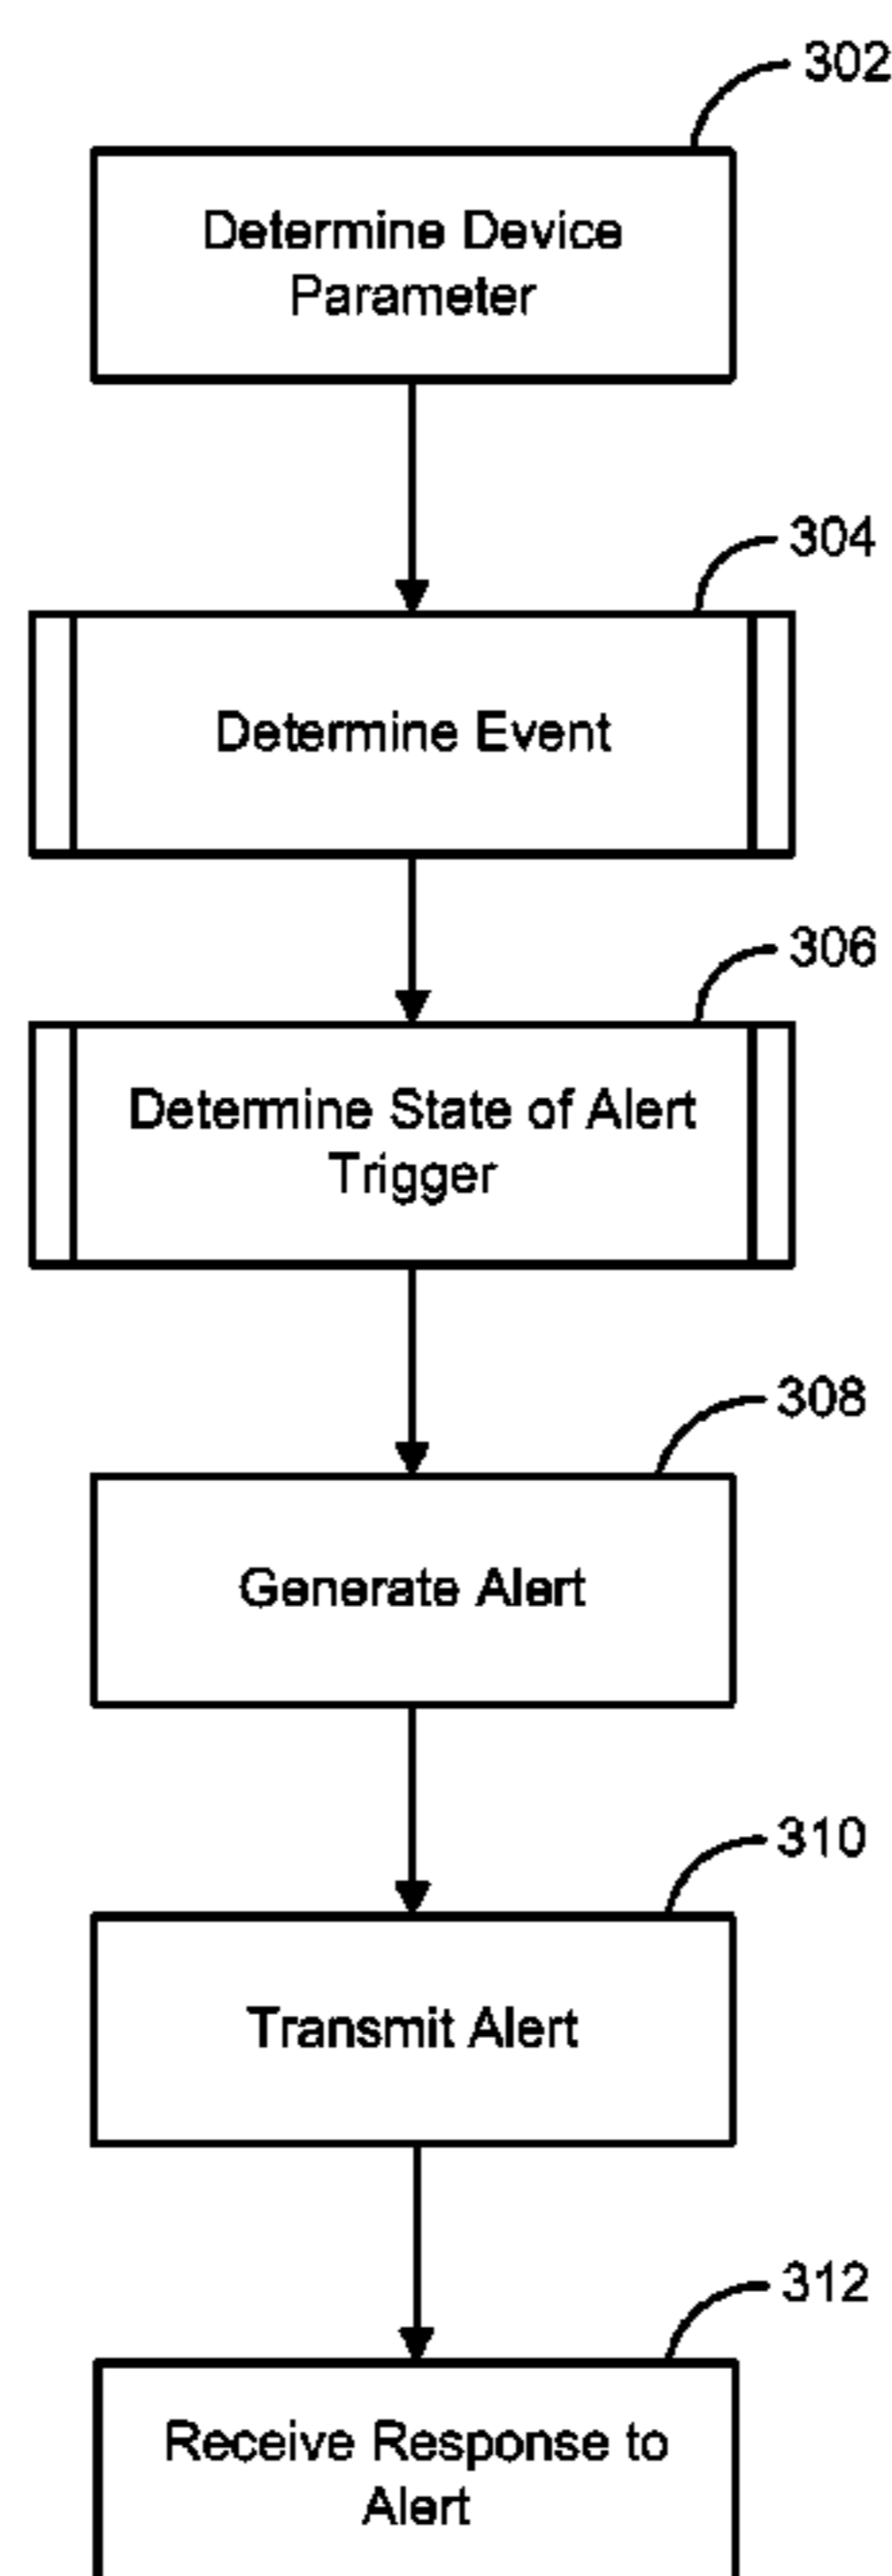 302
Determine Device
Parameter
304
Determine Event
306
Determine State of Alert
Trigger
308
Generate Alert
310
Transmit Alert
312
Receive Response to
Alert